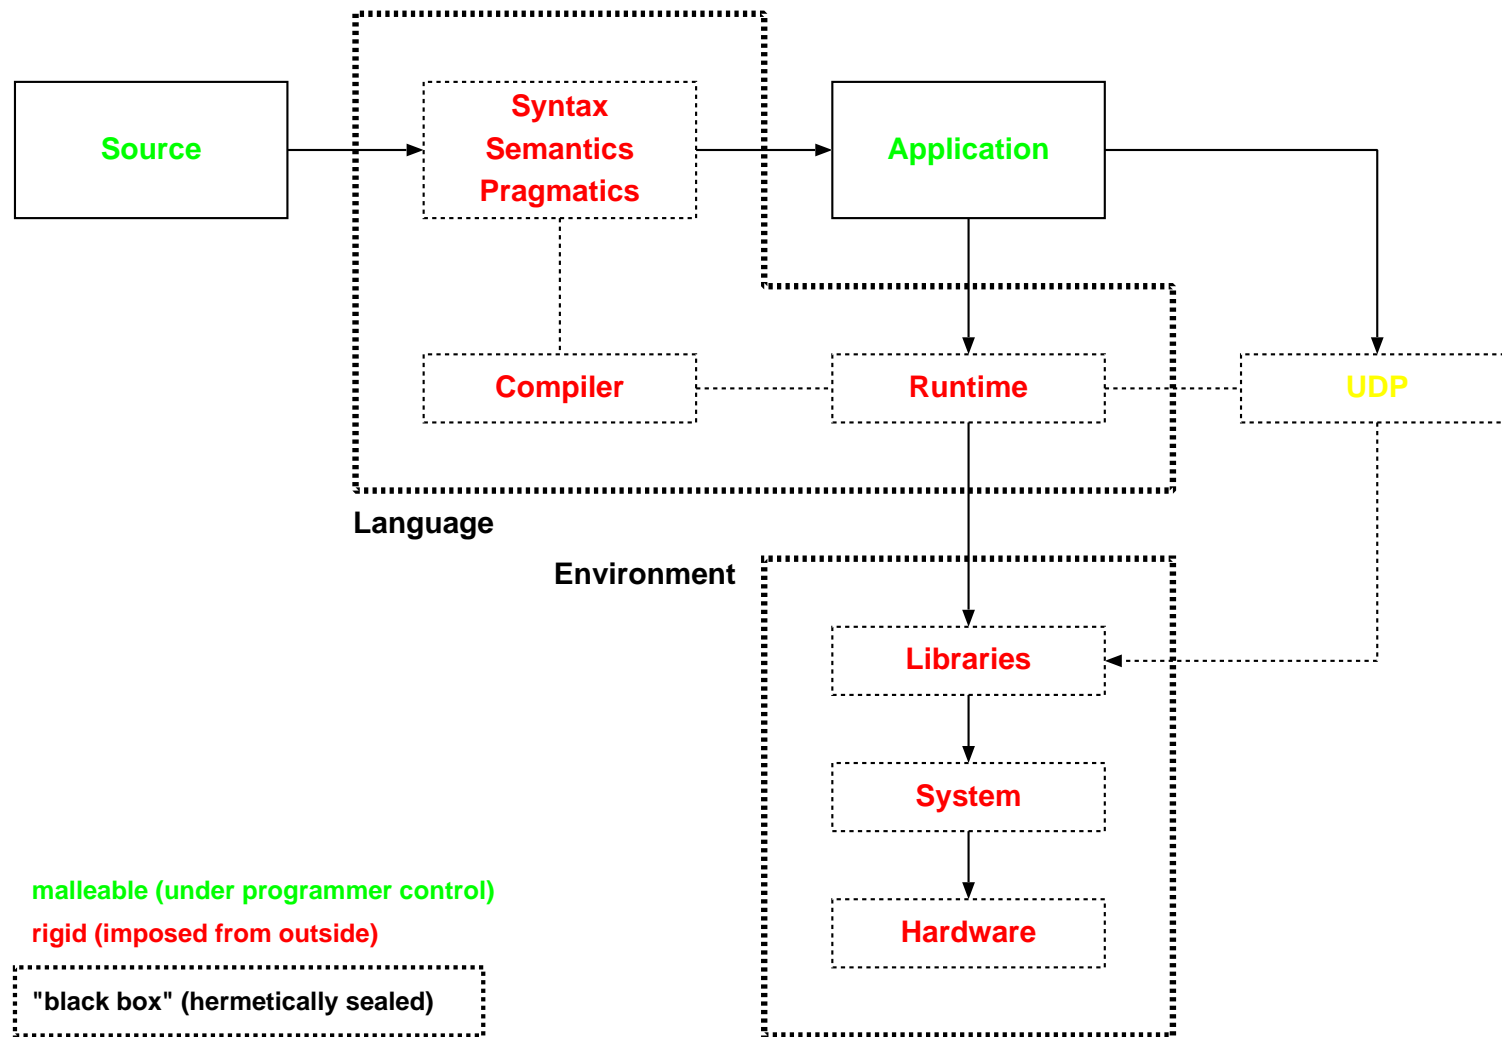 Source
Syntax
Semantics
Pragmatics
Application
Compiler
Runtime
UDP
Language
Environment
Libraries
System
Hardware
malleable (under programmer control)
rigid (imposed from outside)
"black box" (hermetically sealed)